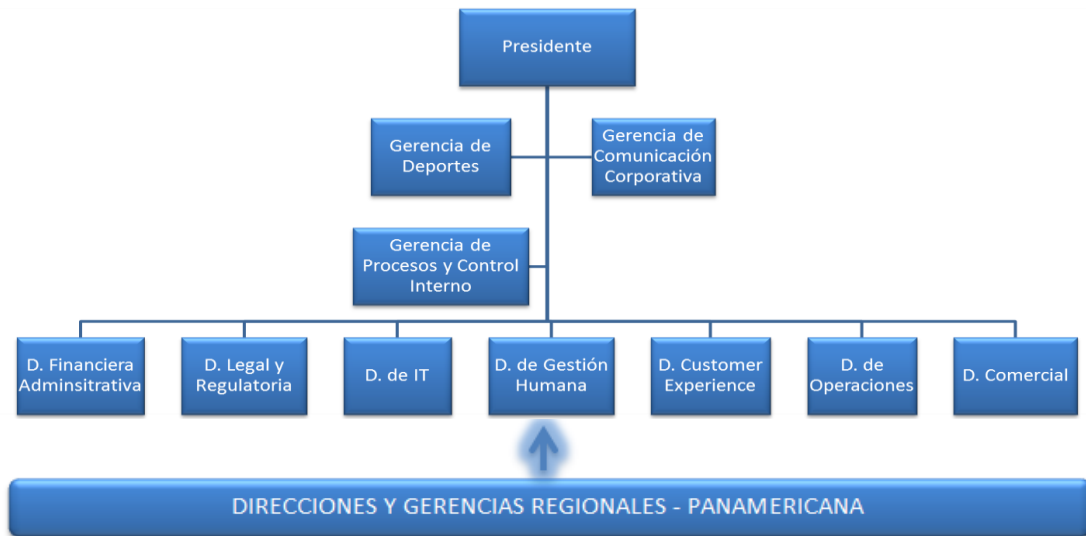 Presidente
Gerencia de
Deportes
Gerencia de
Comunicación
Corporativa
Gerencia de
Procesos y Control
Interno
D. Financiera
Adminsitrativa
D. Legal y
Regulatoria
D. de IT
D. de Gestión
Humana
D. Customer
Experience
D. de
Operaciones
D. Comercial
DIRECCIONES Y GERENCIAS REGIONALES - PANAMERICANA